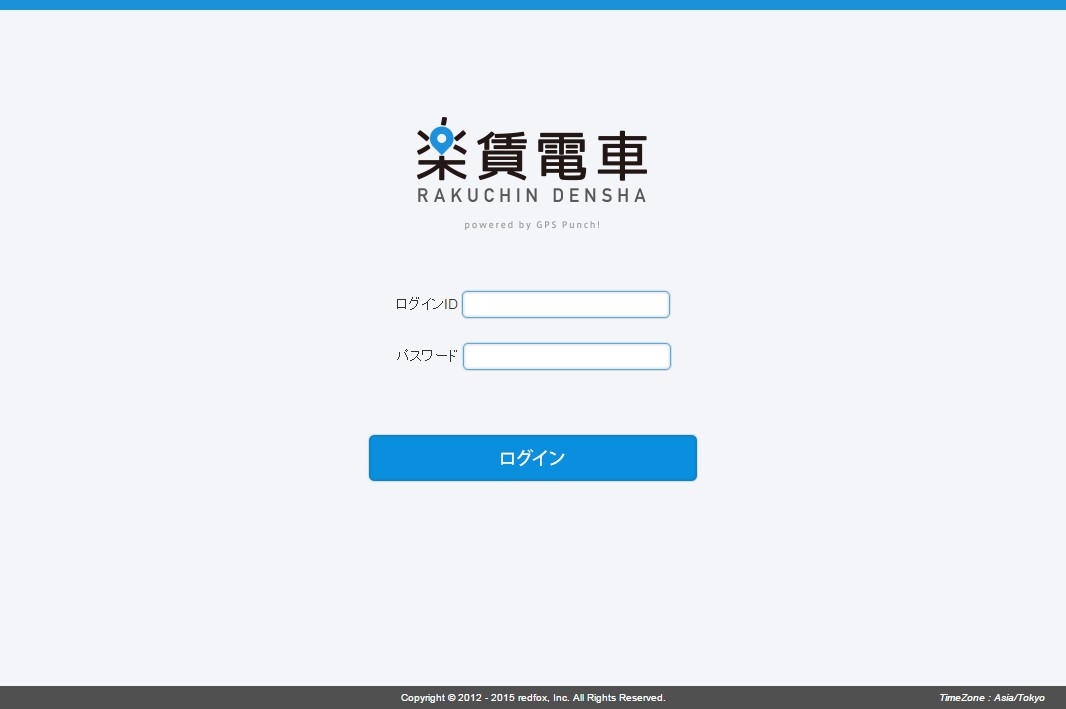 楽賃電車
RAKUCHIN DENSHA
powered by GPS Punch!
ログインID
パスワード
ログイン
Copyright © 2012 - 2015 redfox, Inc. All Rights Reserved.
TimeZone : Asia/Tokyo